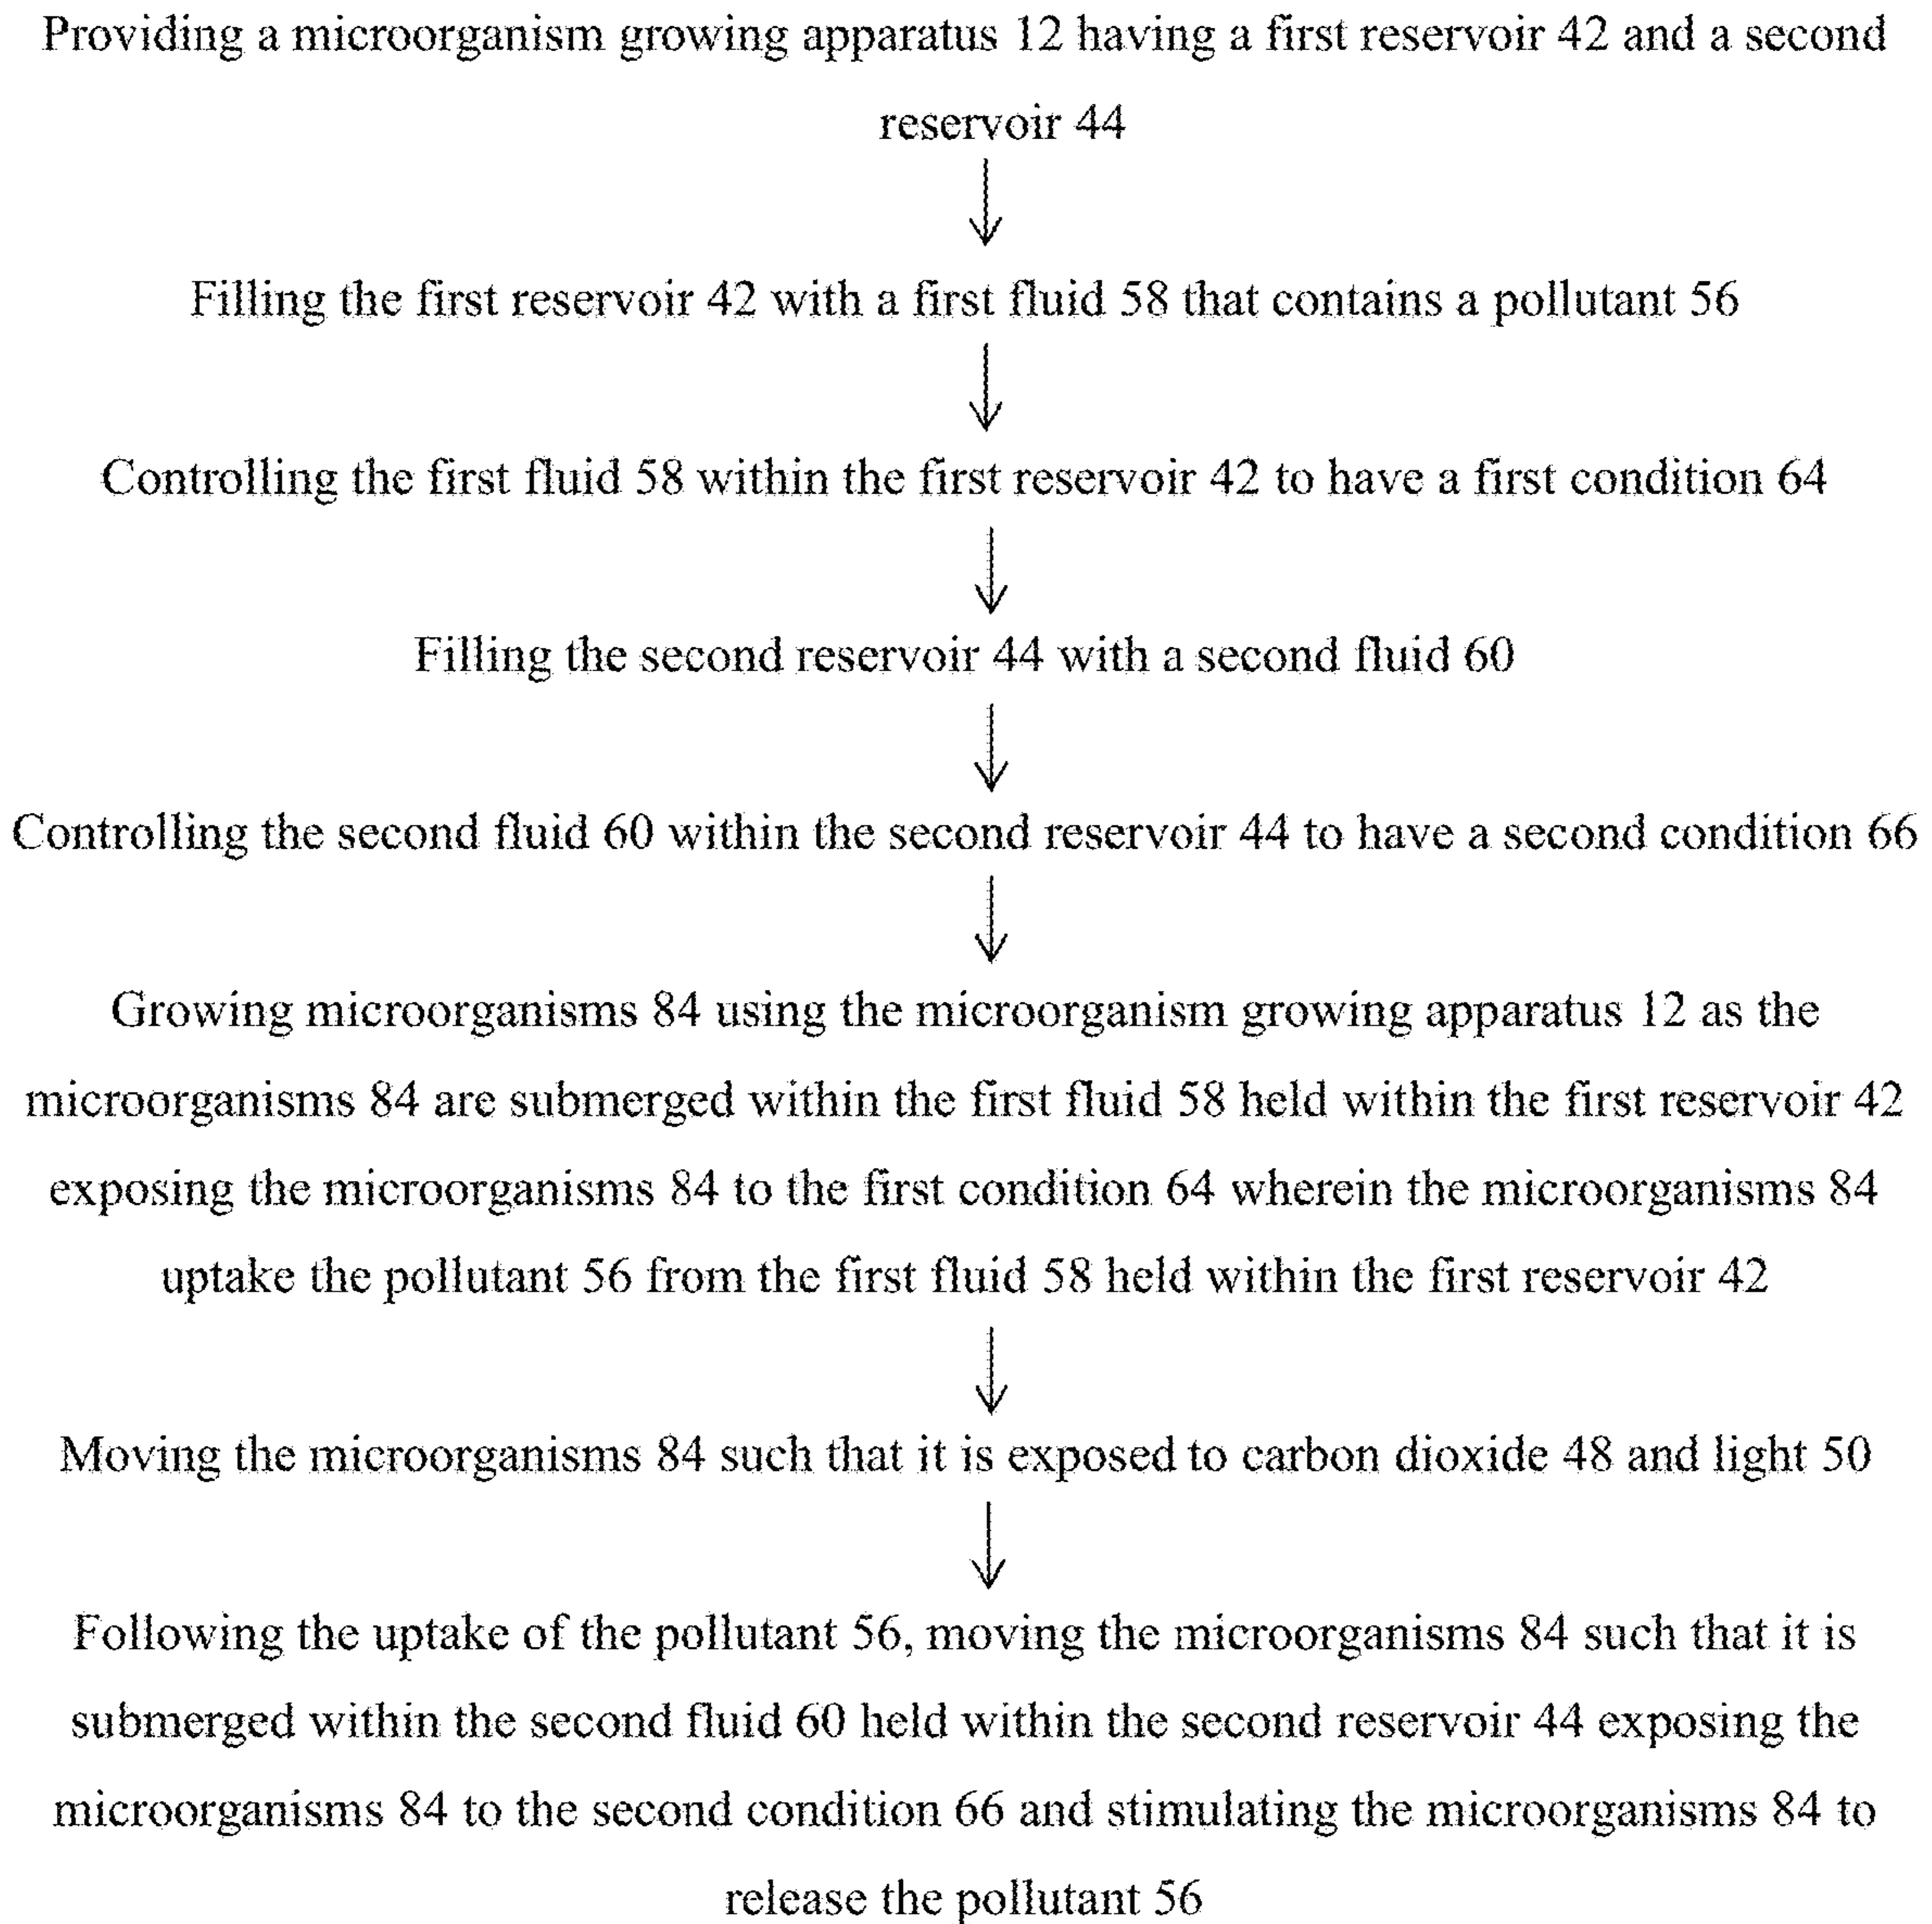 Providing a microorganism growing apparatus 12 having a first reservoir 42 and a second
reservoir 44
Filling the first reservoir 42 with a first fluid 58 that contains a pollutant 56
Controlling the first fluid 58 within the first reservoir 42 to have a first condition 64
Filling the second reservoir 44 with a second fluid 60
Controlling the second fluid 60 within the second reservoir 44 to have a second condition 66
Growing microorganisms 84 using the microorganism growing apparatus 12 as the
microorganisms 84 are submerged within the first fluid 58 held within the first reservoir 42
exposing the microorganisms 84 to the first condition 64 wherein the microorganisms 84
uptake the pollutant 56 from the first fluid 58 held within the first reservoir 42
Moving the microorganisms 84 such that it is exposed to carbon dioxide 48 and light 50
Following the uptake of the pollutant 56, moving the microorganisms 84 such that it is
submerged within the second fluid 60 held within the second reservoir 44 exposing the
microorganisms 84 to the second condition 66 and stimulating the microorganisms 84 to
release the pollutant 56